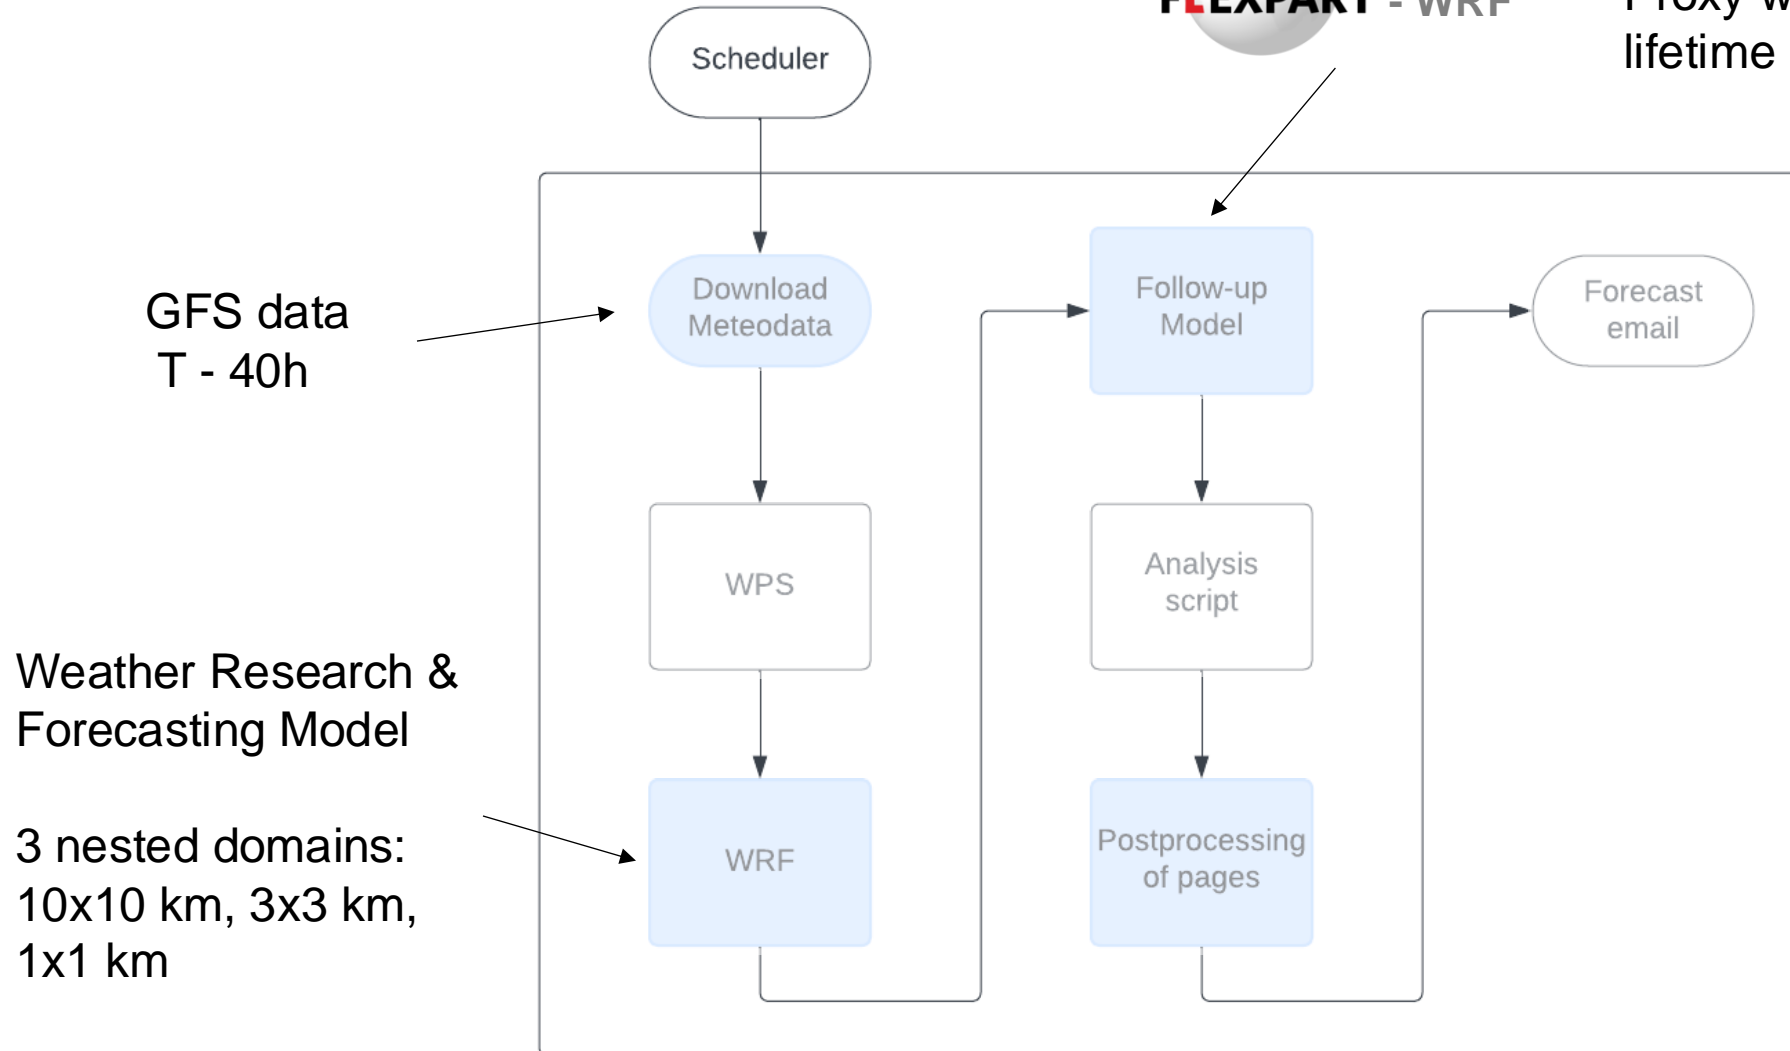 FLEXPART - WRF
lifetime
Scheduler
GFS data
T - 40h
Download
Meteodata
Follow-up
Model
Forecast
email
WPS
Analysis
script
Weather Research &
Forecasting Model
3 nested domains:
10x10 km, 3x3 km,
1x1 km
WRF
Postprocessing
of pages